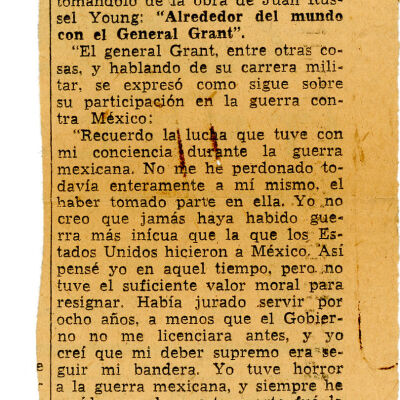 tomándolo de la obra de Juan Rus-
sel Young: "Alrededor del mundo
con el General Grant".
"El general Grant, entre otras co-
sas, y hablando de su carrera mili-
tar, se expresó como sigue sobre
su participación en la guerra con-
tra México:
"Recuerdo la lucha que tuve con
mi conciencia durante la guerra
mexicana. No me he perdonado to-
davía enteramente a mí mismo, el
haber tomado parte en ella. Yo no
creo que jamás haya habido gue-
rra más inícua que la que los Es-
tados Unidos hicieron a México. Así
pensé yo en aquel tiempo, pero no
tuve el suficiente valor moral para
resignar. Había jurado servir por
ocho años, a menos que el Gobier-
no no me licenciara antes, y yo
creí que mi deber supremo era se-
guir mi bandera. Yo tuve horror
a la guerra mexicana, y siempre he
e